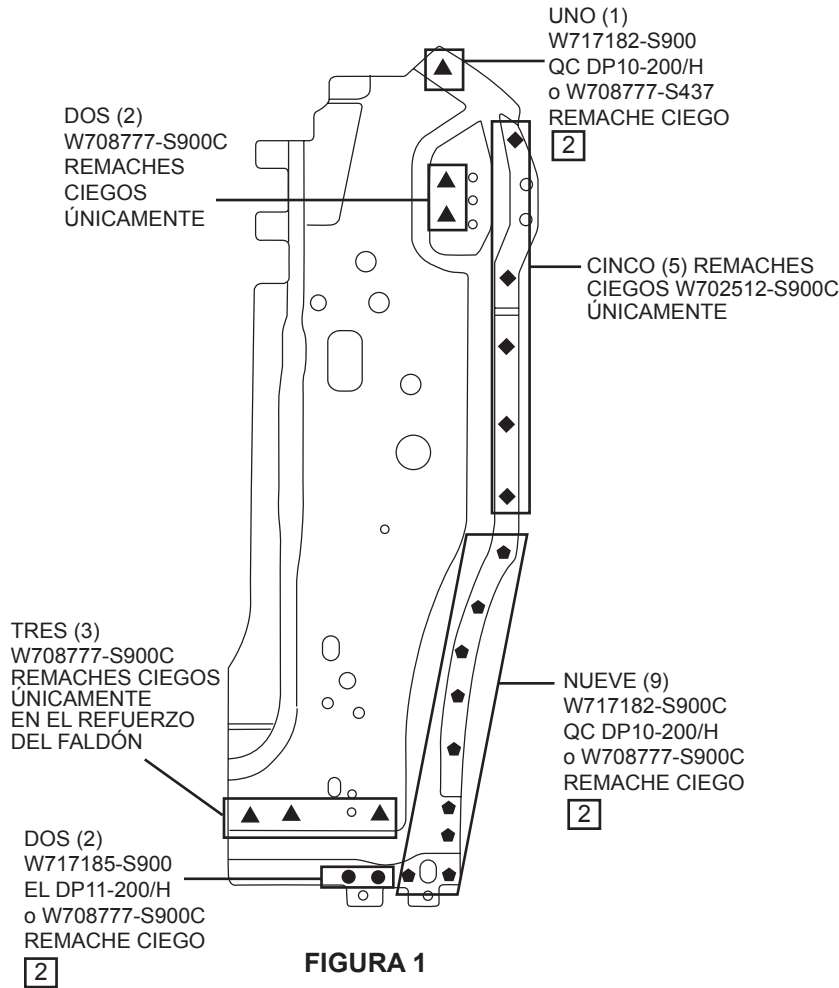 UNO (1)
W717182-S900
QC DP10-200/H
o W708777-S437
REMACHE CIEGO
2
DOS (2)
W708777-S900C
REMACHES
CIEGOS
ÚNICAMENTE
CINCO (5) REMACHES
CIEGOS W702512-S900C
ÚNICAMENTE
TRES (3)
W708777-S900C
REMACHES CIEGOS
ÚNICAMENTE
EN EL REFUERZO
DEL FALDÓN
NUEVE (9)
W717182-S900C
QC DP10-200/H
o W708777-S900C
REMACHE CIEGO
2
DOS (2)
W717185-S900
EL DP11-200/H
o W708777-S900C
REMACHE CIEGO
2
FIGURA 1